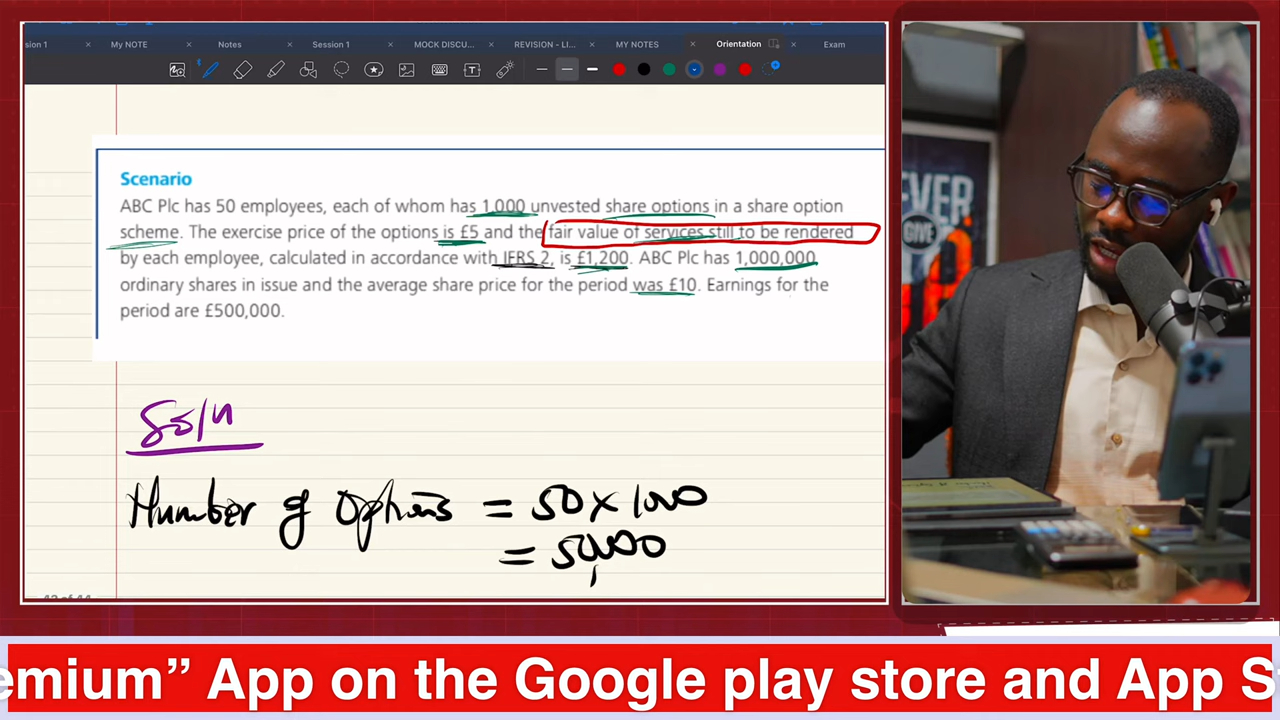 sion 1
My NOTE
Notes
Session 1
MOCK DISCU...
REVISION - LI...
MY NOTES
Orientation
Exam
Scenario
ABC Plc has 50 employees, each of whom has 1,000 unvested share options in a share option
scheme. The exercise price of the options is £5 and the fair value of services still to be rendered
by each employee, calculated in accordance with IFRS 2, is £1,200. ABC Plc has 1,000,000
ordinary shares in issue and the average share price for the period was £10. Earnings for the
period are £500,000.
Soln
Number of Options = 50 x 1000
= 50,000
EVER
GIVE
emium” App on the Google play store and App S